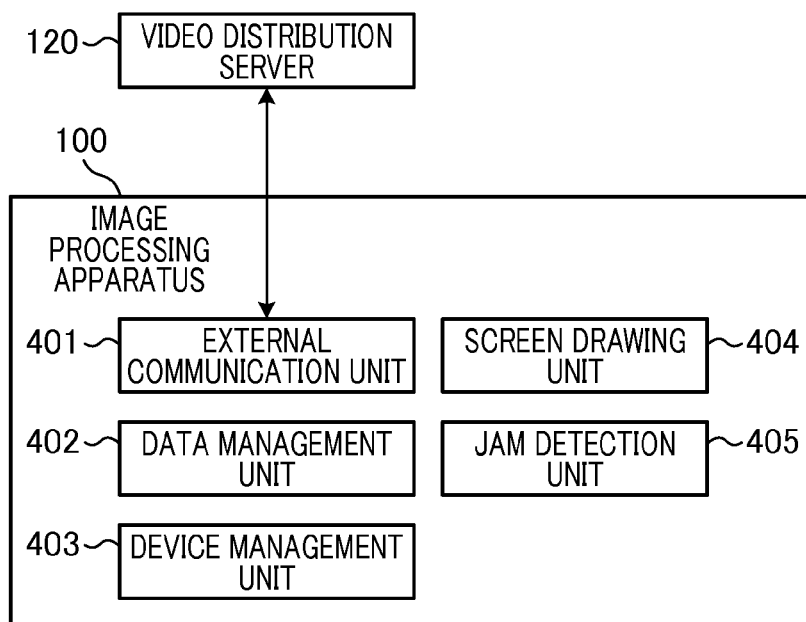 120
VIDEO DISTRIBUTION
SERVER
100
IMAGE
PROCESSING
APPARATUS
401
EXTERNAL
COMMUNICATION UNIT
SCREEN DRAWING
UNIT
404
402
DATA MANAGEMENT
UNIT
JAM DETECTION
UNIT
405
403
DEVICE MANAGEMENT
UNIT